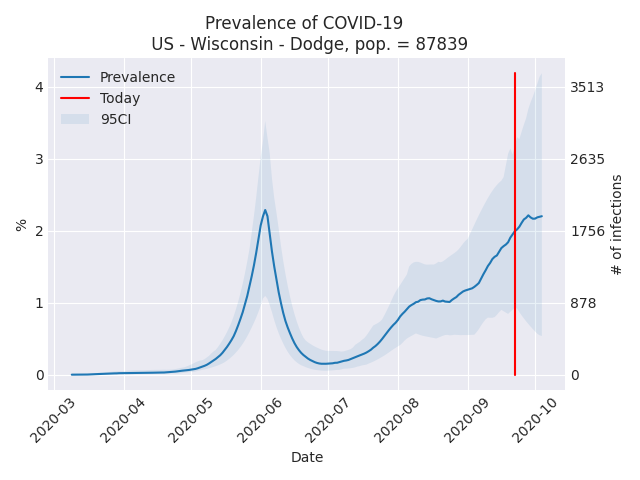 Prevalence of COVID-19
US - Wisconsin - Dodge, pop. = 87839
Prevalence
Today
95CI
4
3
2
1
0
%
3513
2635
1756
878
0
# of infections
2020-03
2020-04
2020-05
2020-06
2020-07
2020-08
2020-09
2020-10
Date